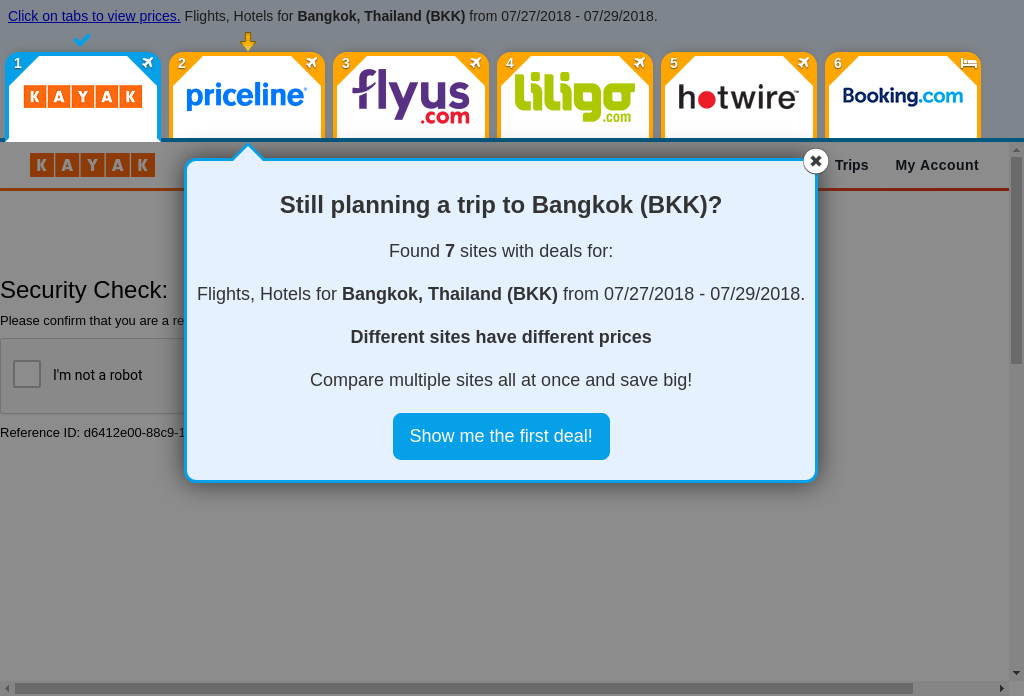 Click on tabs to view prices. Flights, Hotels for Bangkok, Thailand (BKK) from 07/27/2018 - 07/29/2018.
1 2 3 4 5 6
KAYAK priceline® flyus.com liligo.com hotwire™ Booking.com
KAYAK Trips My Account
Still planning a trip to Bangkok (BKK)?
Found 7 sites with deals for:
Flights, Hotels for Bangkok, Thailand (BKK) from 07/27/2018 - 07/29/2018.
Different sites have different prices
Compare multiple sites all at once and save big!
Show me the first deal!
Security Check:
Please confirm that you are a
I'm not a robot
Reference ID: d6412e00-88c9-1